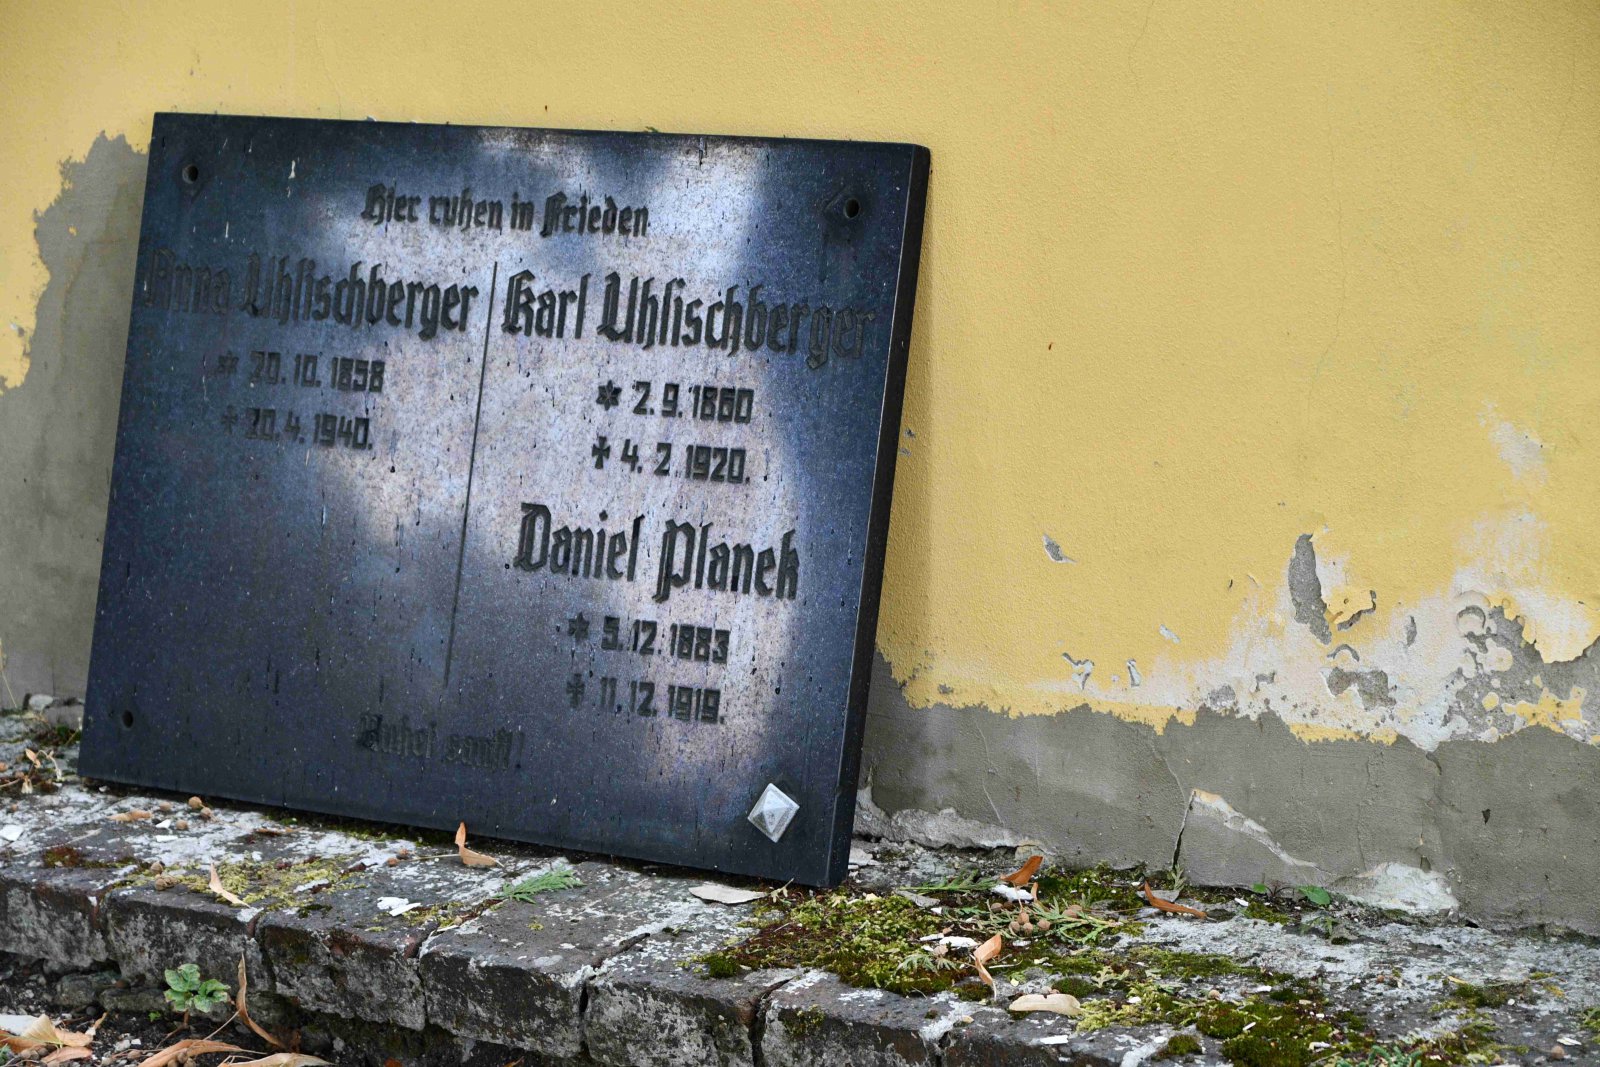 Hier ruhen in Frieden
Anna Uhlischberger
* 20. 10. 1858
† 20. 4. 1940.
Karl Uhlischberger
* 2. 9. 1860
† 4. 2. 1920.
Daniel Planek
* 5. 12. 1883
† 11. 12. 1919.
Ruhet sanft!